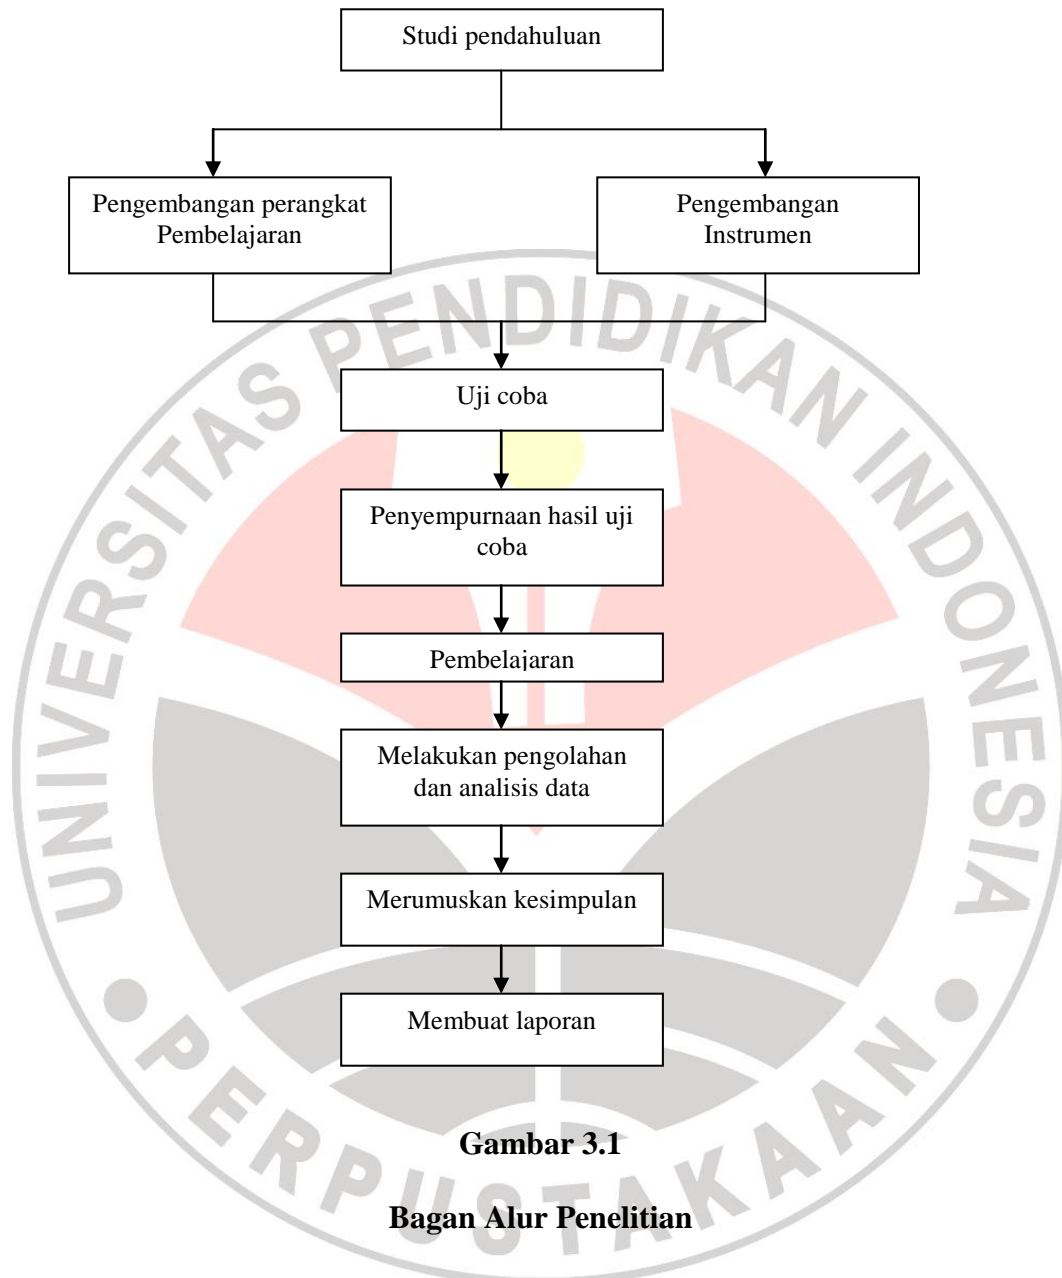 Studi pendahuluan
Pengembangan perangkat
Pembelajaran
Pengembangan
Instrumen
Uji coba
Penyempurnaan hasil uji
coba
Pembelajaran
Melakukan pengolahan
dan analisis data
Merumuskan kesimpulan
Membuat laporan
Gambar 3.1
Bagan Alur Penelitian
UNIVERSITAS PENDIDIKAN INDONESIA
PERPUSTAKAAN